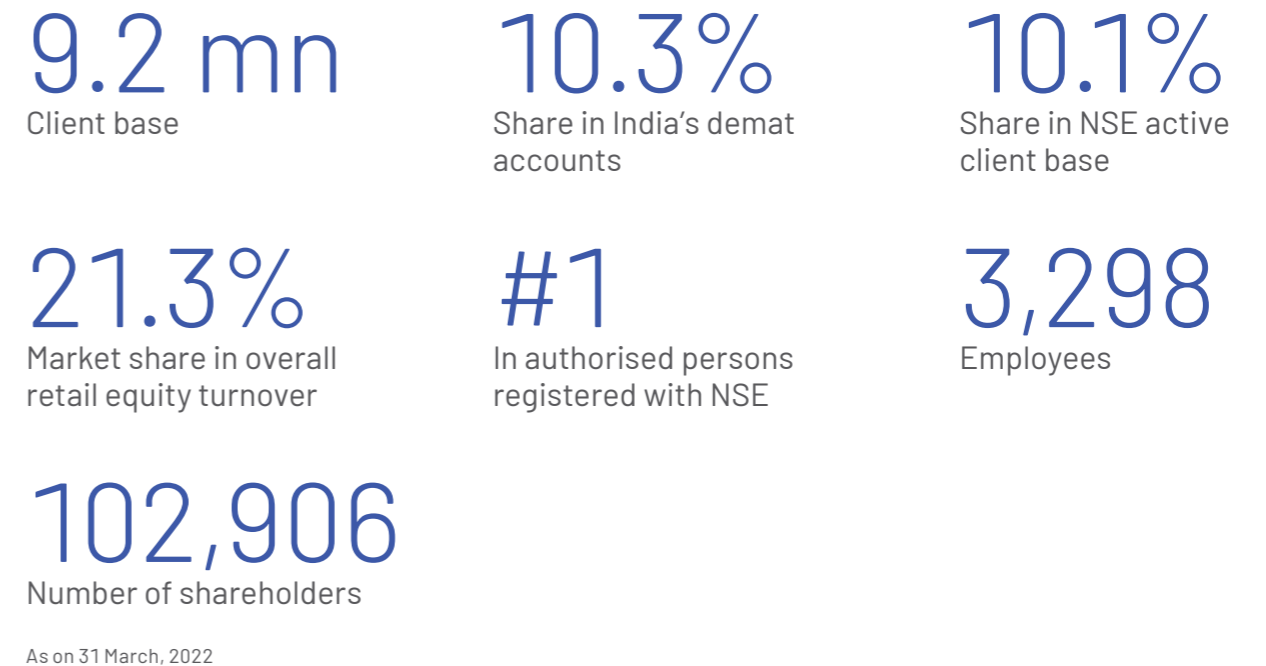 9.2 mn
Client base
10.3%
Share in India’s demat
accounts
10.1%
Share in NSE active
client base
21.3%
Market share in overall
retail equity turnover
#1
In authorised persons
registered with NSE
3,298
Employees
102,906
Number of shareholders
As on 31 March, 2022